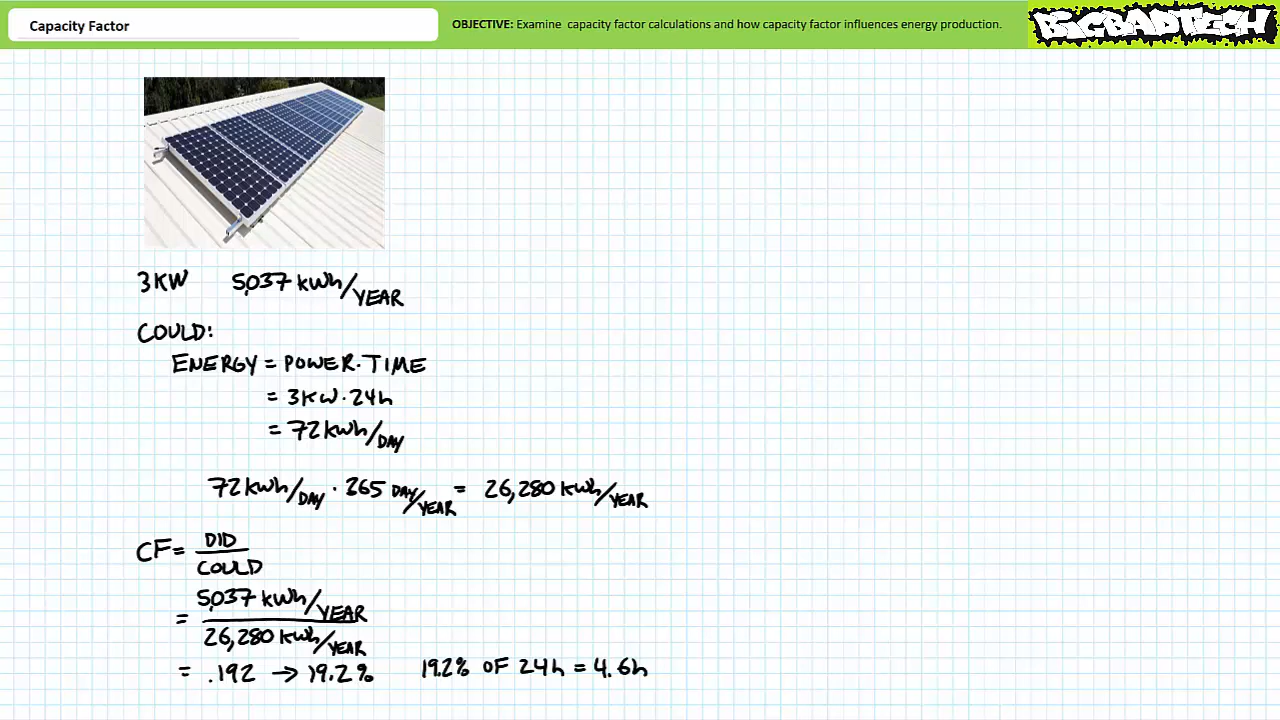 Capacity Factor
OBJECTIVE: Examine capacity factor calculations and how capacity factor influences energy production.
BIGBADTECH
3KW 5,037 kWh/YEAR
COULD:
ENERGY = POWER·TIME
= 3KW·24h
= 72kWh/DAY
72kWh/DAY · 365 DAY/YEAR = 26,280 kWh/YEAR
CF = DID/COULD
= 5,037 kWh/YEAR / 26,280 kWh/YEAR
= .192 → 19.2% 19.2% OF 24h = 4.6h